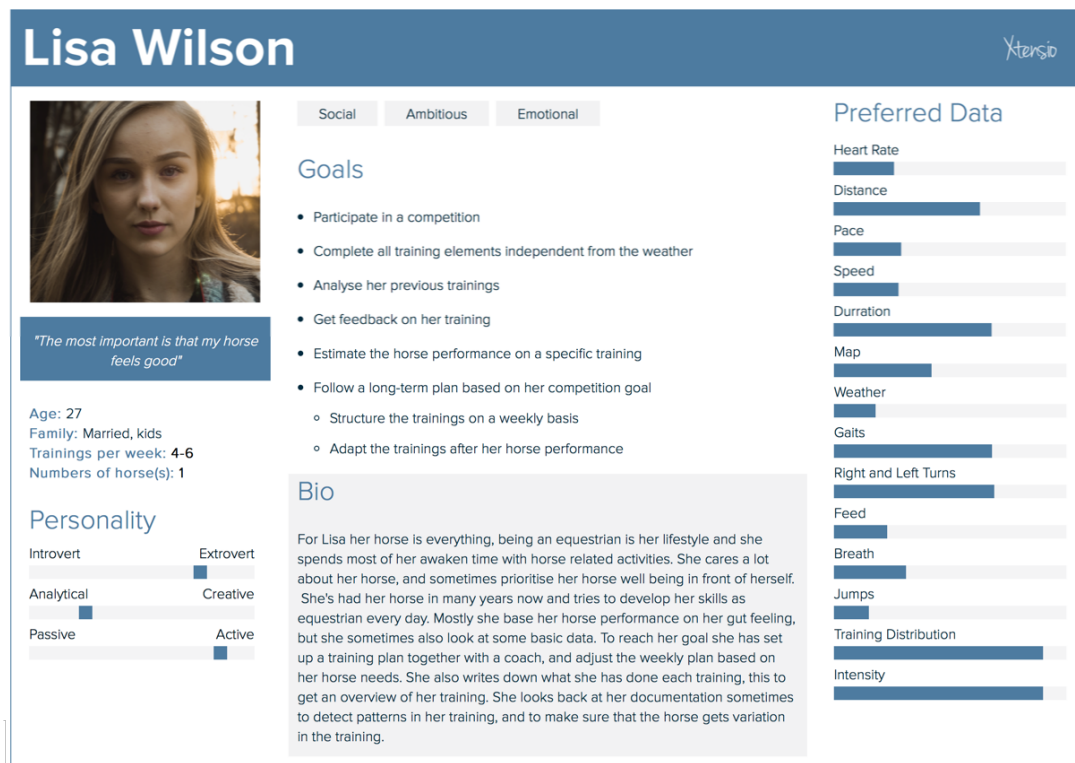 Lisa Wilson
Xtensio
"The most important is that my horse
feels good"
Age: 27
Family: Married, kids
Trainings per week: 4-6
Numbers of horse(s): 1
Personality
Introvert Extrovert
Analytical Creative
Passive Active
Social Ambitious Emotional
Goals
Participate in a competition
Complete all training elements independent from the weather
Analyse her previous trainings
Get feedback on her training
Estimate the horse performance on a specific training
Follow a long-term plan based on her competition goal
Structure the trainings on a weekly basis
Adapt the trainings after her horse performance
Bio
For Lisa her horse is everything, being an equestrian is her lifestyle and she
spends most of her awaken time with horse related activities. She cares a lot
about her horse, and sometimes prioritise her horse well being in front of herself.
She's had her horse in many years now and tries to develop her skills as
equestrian every day. Mostly she base her horse performance on her gut feeling,
but she sometimes also look at some basic data. To reach her goal she has set
up a training plan together with a coach, and adjust the weekly plan based on
her horse needs. She also writes down what she has done each training, this to
get an overview of her training. She looks back at her documentation sometimes
to detect patterns in her training, and to make sure that the horse gets variation
in the training.
Preferred Data
Heart Rate
Distance
Pace
Speed
Durration
Map
Weather
Gaits
Right and Left Turns
Feed
Breath
Jumps
Training Distribution
Intensity